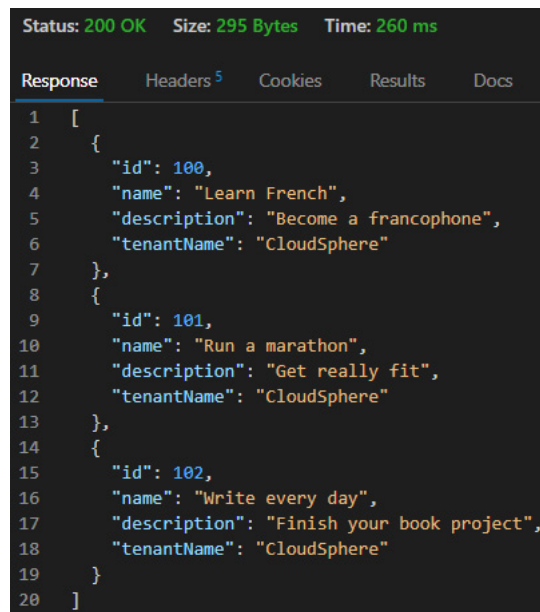 Status: 200 OK Size: 295 Bytes Time: 260 ms
Response Headers 5 Cookies Results Docs
1 [
2 {
3 "id": 100,
4 "name": "Learn French",
5 "description": "Become a francophone",
6 "tenantName": "CloudSphere"
7 },
8 {
9 "id": 101,
10 "name": "Run a marathon",
11 "description": "Get really fit",
12 "tenantName": "CloudSphere"
13 },
14 {
15 "id": 102,
16 "name": "Write every day",
17 "description": "Finish your book project",
18 "tenantName": "CloudSphere"
19 }
20 ]